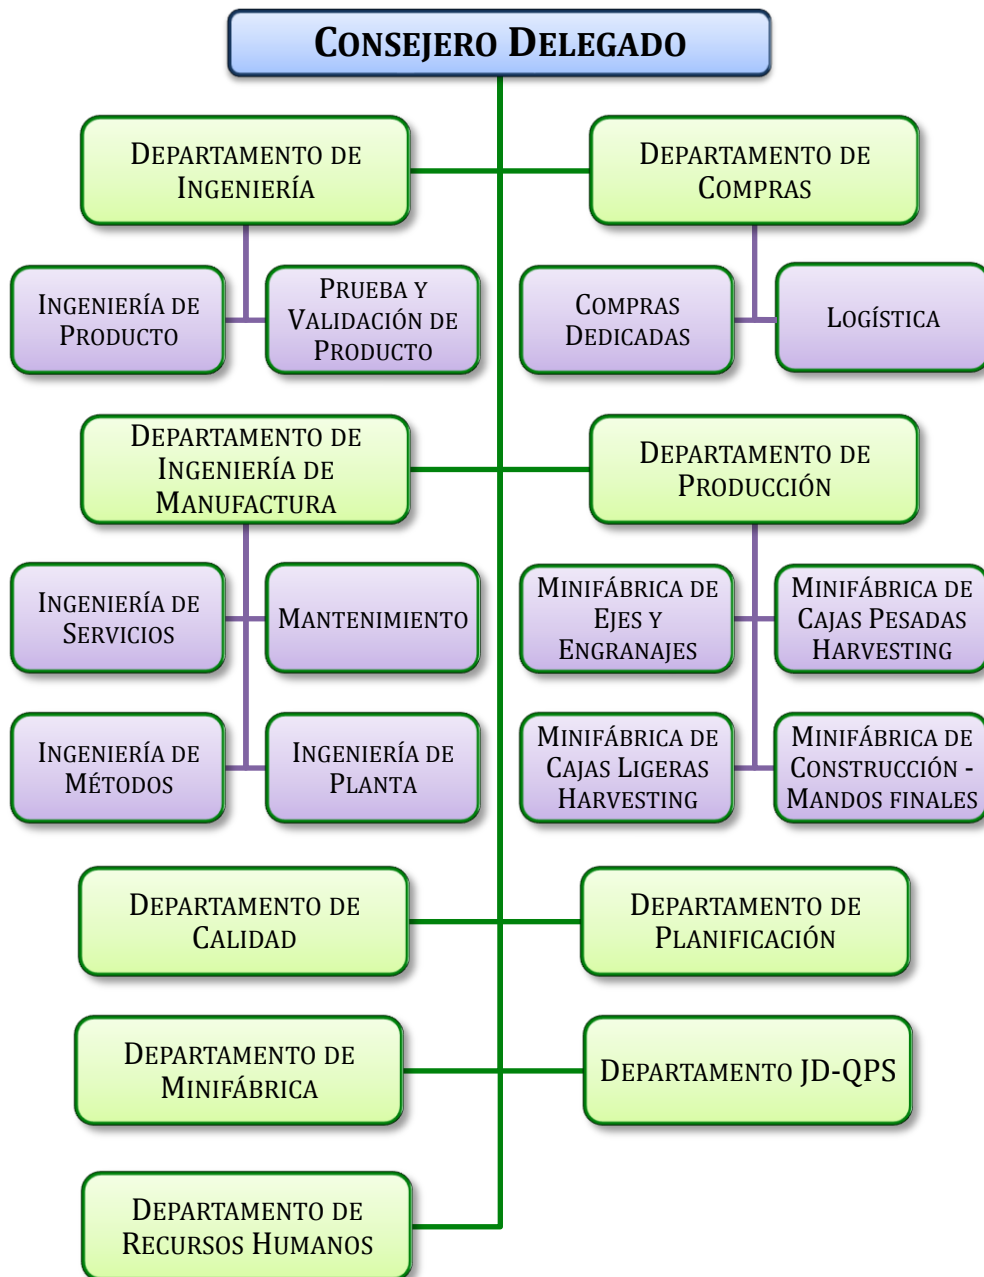 CONSEJERO DELEGADO
DEPARTAMENTO DE
INGENIERÍA
DEPARTAMENTO DE
COMPRAS
INGENIERÍA DE
PRODUCTO
PRUEBA Y
VALIDACIÓN DE
PRODUCTO
COMPRAS
DEDICADAS
LOGÍSTICA
DEPARTAMENTO DE
INGENIERÍA DE
MANUFACTURA
DEPARTAMENTO DE
PRODUCCIÓN
INGENIERÍA DE
SERVICIOS
MANTENIMIENTO
MINIFÁBRICA DE
EJES Y
ENGRANAJES
MINIFÁBRICA DE
CAJAS PESADAS
HARVESTING
INGENIERÍA DE
MÉTODOS
INGENIERÍA DE
PLANTA
MINIFÁBRICA DE
CAJAS LIGERAS
HARVESTING
MINIFÁBRICA DE
CONSTRUCCIÓN -
MANDOS FINALES
DEPARTAMENTO DE
CALIDAD
DEPARTAMENTO DE
PLANIFICACIÓN
DEPARTAMENTO DE
MINIFÁBRICA
DEPARTAMENTO JD-QPS
DEPARTAMENTO DE
RECURSOS HUMANOS